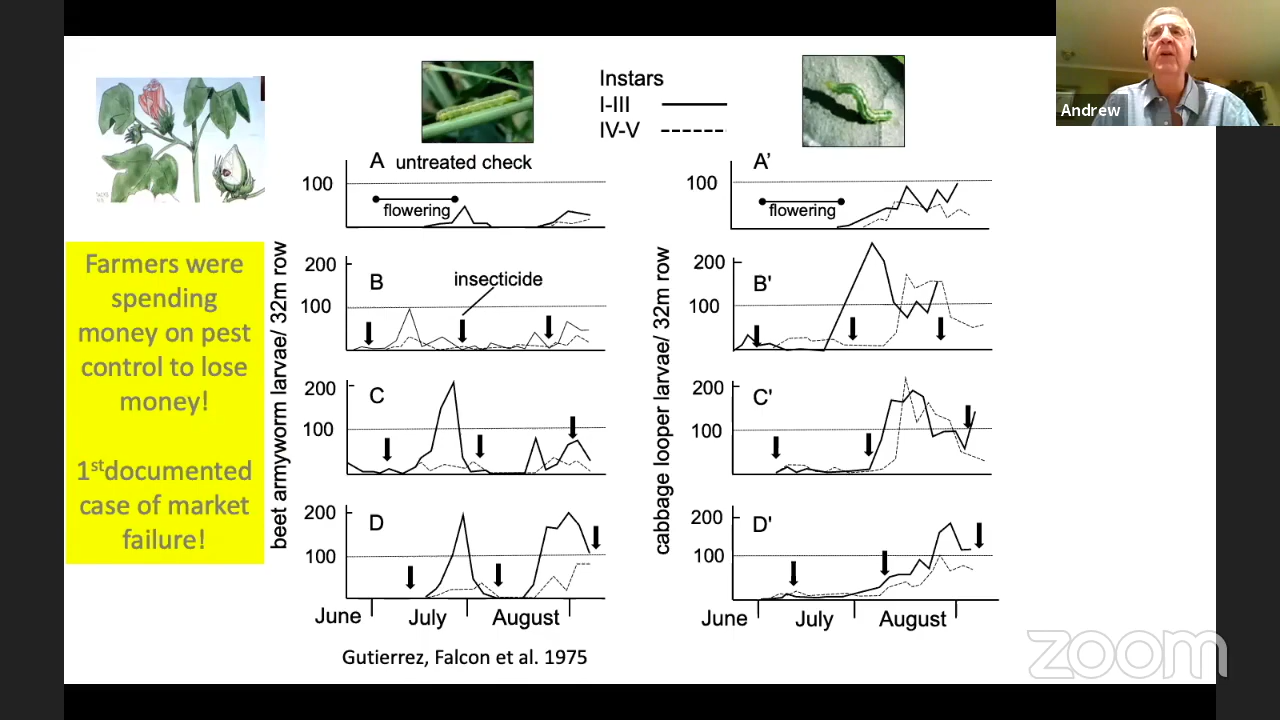 Andrew
Instars
I-III
IV-V
A untreated check
100
flowering
A'
100
flowering
Farmers were
spending
money on pest
control to lose
money!
1stdocumented
case of market
failure!
beet armyworm larvae/ 32m row
200
B
insecticide
100
200
C
100
200
D
100
June July August
cabbage looper larvae/ 32m row
200
B'
100
200
C'
100
200
D'
100
June July August
Gutierrez, Falcon et al. 1975
zoom